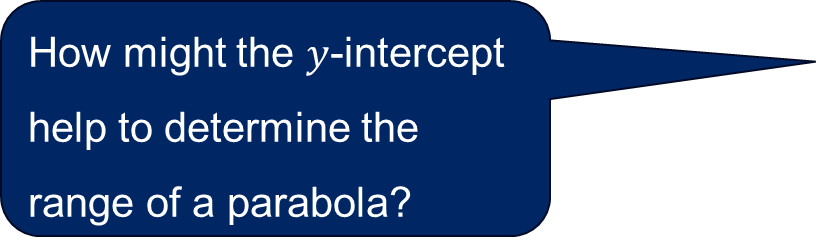 How might the 𝑦-intercept
help to determine the
range of a parabola?